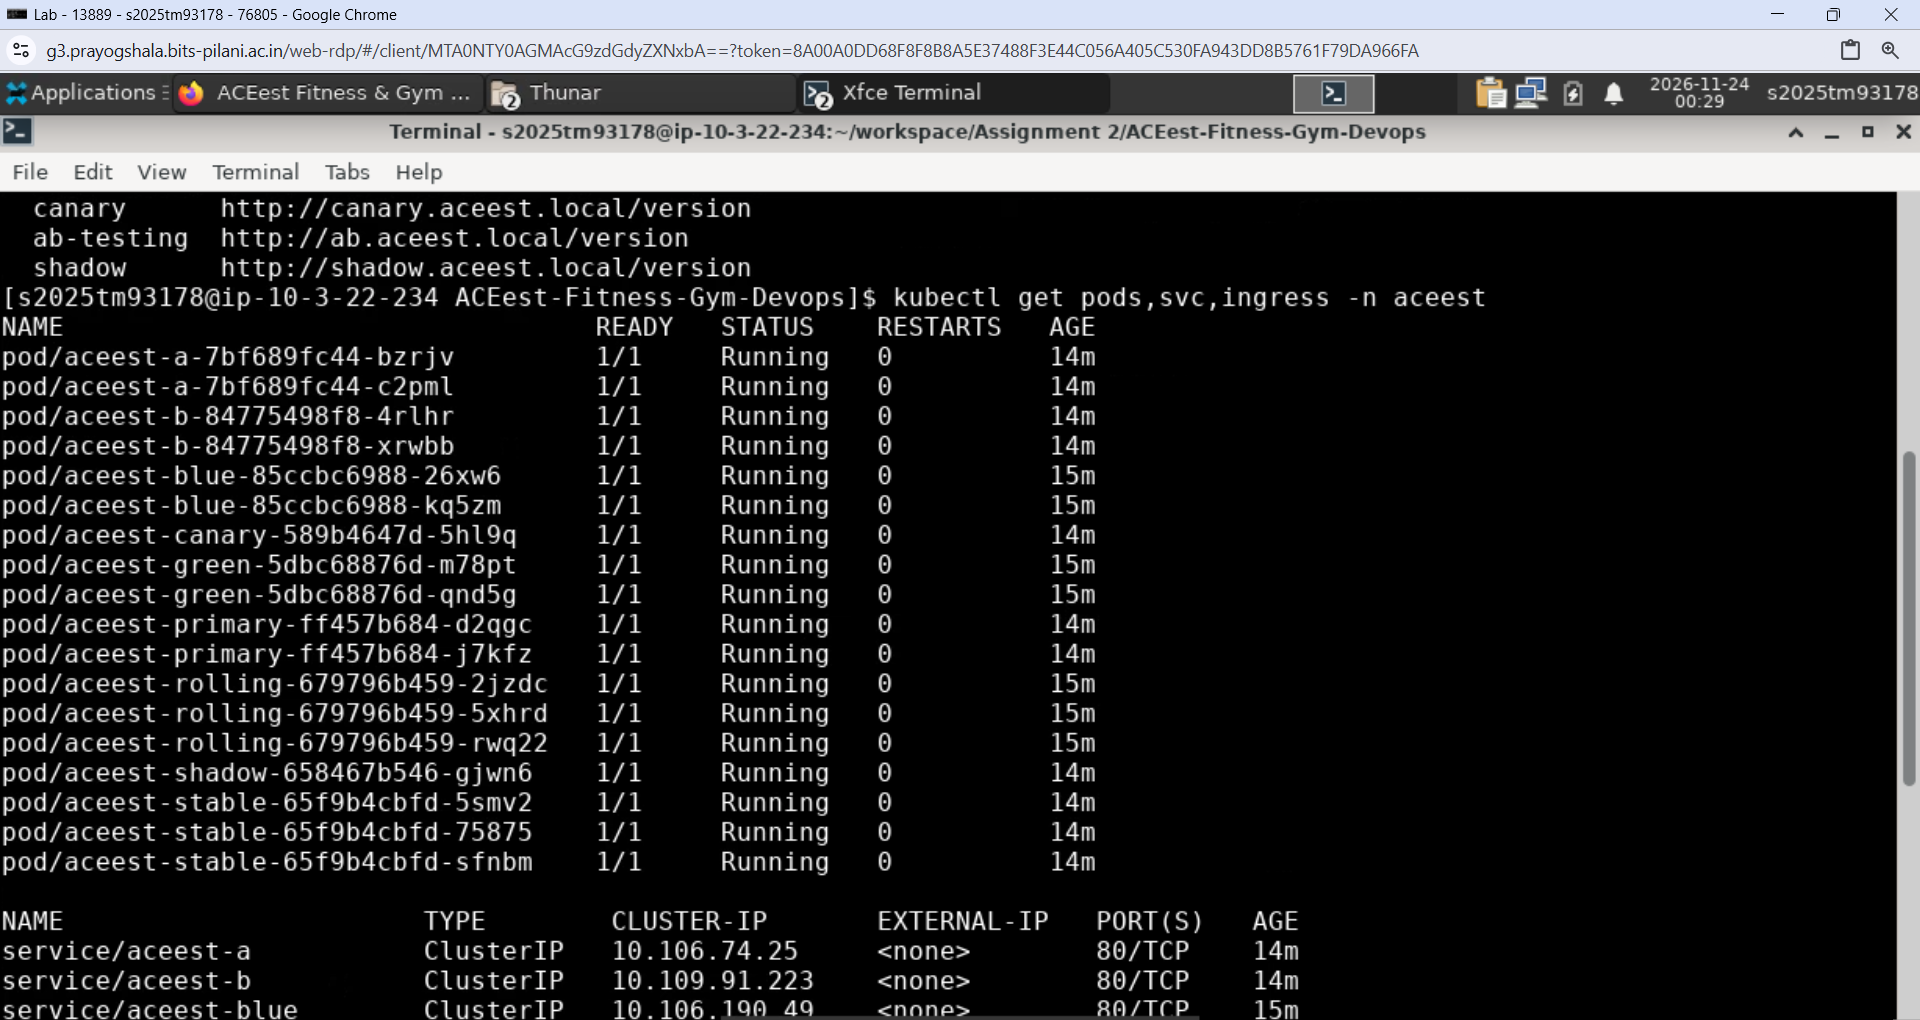 Lab - 13889 - s2025tm93178 - 76805 - Google Chrome
g3.prayogshala.bits-pilani.ac.in/web-rdp/#/client/MTA0NTY0AGMAcG9zdGdyZXNxbA==?token=8A00A0DD68F8F8B8A5E37488F3E44C056A405C530FA943DD8B5761F79DA966FA
Applications ACEest Fitness & Gym ... 2 Thunar 2 Xfce Terminal 2026-11-24 00:29 s2025tm93178
Terminal - s2025tm93178@ip-10-3-22-234:~/workspace/Assignment 2/ACEest-Fitness-Gym-Devops
File Edit View Terminal Tabs Help
canary http://canary.aceest.local/version
ab-testing http://ab.aceest.local/version
shadow http://shadow.aceest.local/version
[s2025tm93178@ip-10-3-22-234 ACEest-Fitness-Gym-Devops]$ kubectl get pods,svc,ingress -n aceest
NAME READY STATUS RESTARTS AGE
pod/aceest-a-7bf689fc44-bzrjv 1/1 Running 0 14m
pod/aceest-a-7bf689fc44-c2pml 1/1 Running 0 14m
pod/aceest-b-84775498f8-4rlhr 1/1 Running 0 14m
pod/aceest-b-84775498f8-xrwbb 1/1 Running 0 14m
pod/aceest-blue-85ccbc6988-26xw6 1/1 Running 0 15m
pod/aceest-blue-85ccbc6988-kq5zm 1/1 Running 0 15m
pod/aceest-canary-589b4647d-5hl9q 1/1 Running 0 14m
pod/aceest-green-5dbc68876d-m78pt 1/1 Running 0 15m
pod/aceest-green-5dbc68876d-qnd5g 1/1 Running 0 15m
pod/aceest-primary-ff457b684-d2qgc 1/1 Running 0 14m
pod/aceest-primary-ff457b684-j7kfz 1/1 Running 0 14m
pod/aceest-rolling-679796b459-2jzdc 1/1 Running 0 15m
pod/aceest-rolling-679796b459-5xhrd 1/1 Running 0 15m
pod/aceest-rolling-679796b459-rwq22 1/1 Running 0 15m
pod/aceest-shadow-658467b546-gjwn6 1/1 Running 0 14m
pod/aceest-stable-65f9b4cbfd-5smv2 1/1 Running 0 14m
pod/aceest-stable-65f9b4cbfd-75875 1/1 Running 0 14m
pod/aceest-stable-65f9b4cbfd-sfnbm 1/1 Running 0 14m
NAME TYPE CLUSTER-IP EXTERNAL-IP PORT(S) AGE
service/aceest-a ClusterIP 10.106.74.25 <none> 80/TCP 14m
service/aceest-b ClusterIP 10.109.91.223 <none> 80/TCP 14m
service/aceest-blue ClusterIP 10.106.190.49 <none> 80/TCP 15m